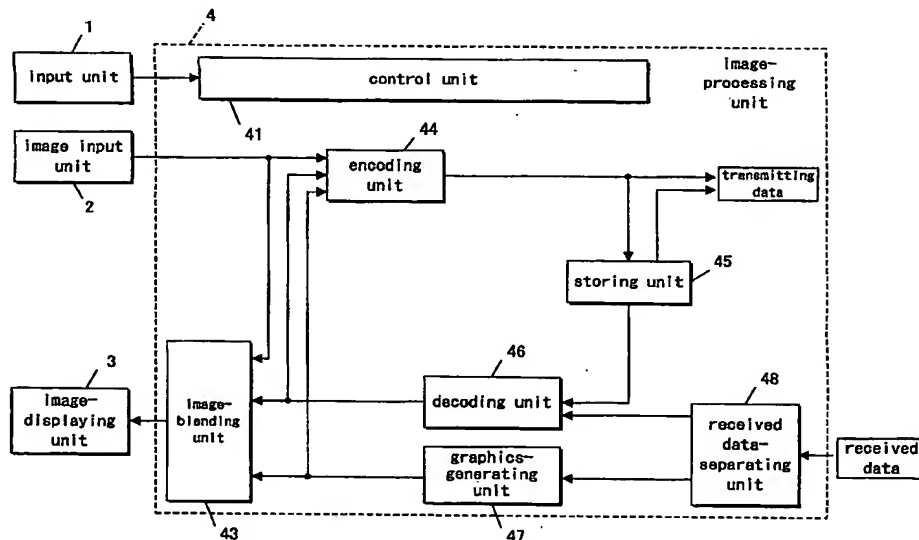 1
4
input unit
control unit
image-
processing
unit
41
44
image input
unit
encoding
unit
2
transmitting
data
45
storing unit
3
46
48
image-
displaying
unit
image-
blending
unit
decoding unit
received
data-
separating
unit
received
data
graphics-
generating
unit
43
47